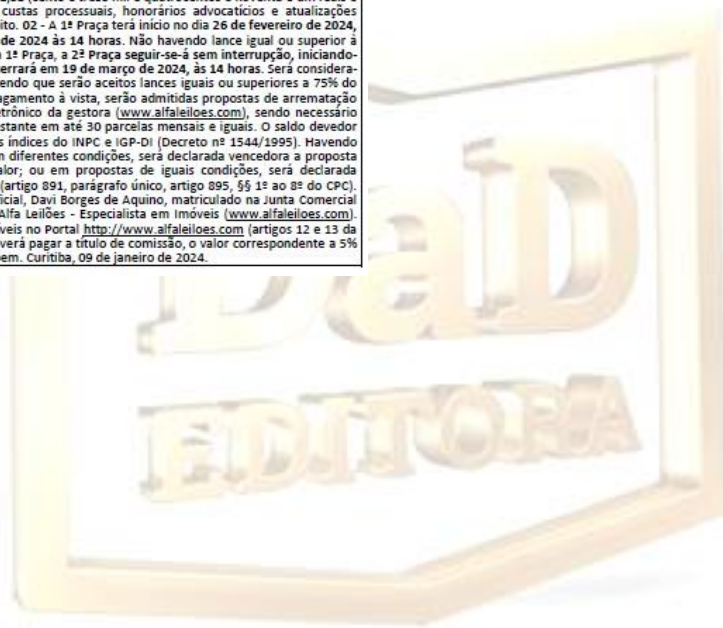 custas processuais, honorários advocatícios e atualizações
ito. 02 - A 1ª Praça terá início no dia 26 de fevereiro de 2024,
de 2024 às 14 horas. Não havendo lance igual ou superior à
1ª Praça, a 2ª Praça seguir-se-á sem interrupção, iniciando-
errará em 19 de março de 2024, às 14 horas. Será considera-
endo que serão aceitos lances iguais ou superiores a 75% do
agamento à vista, serão admitidas propostas de arrematação
etrônico da gestora (www.alfaleiloes.com), sendo necessário
stante em até 30 parcelas mensais e iguais. O saldo devedor
s índices do INPC e IGP-DI (Decreto nº 1544/1995). Havendo
m diferentes condições, será declarada vencedora a proposta
alor; ou em propostas de iguais condições, será declarada
(artigo 891, parágrafo único, artigo 895, §§ 1º ao 8º do CPC).
icial, Davi Borges de Aquino, matriculado na Junta Comercial
Alfa Leilões - Especialista em Imóveis (www.alfaleiloes.com).
veis no Portal http://www.alfaleiloes.com (artigos 12 e 13 da
verá pagar a título de comissão, o valor correspondente a 5%
bem. Curitiba, 09 de janeiro de 2024.
DaD
EDITORA